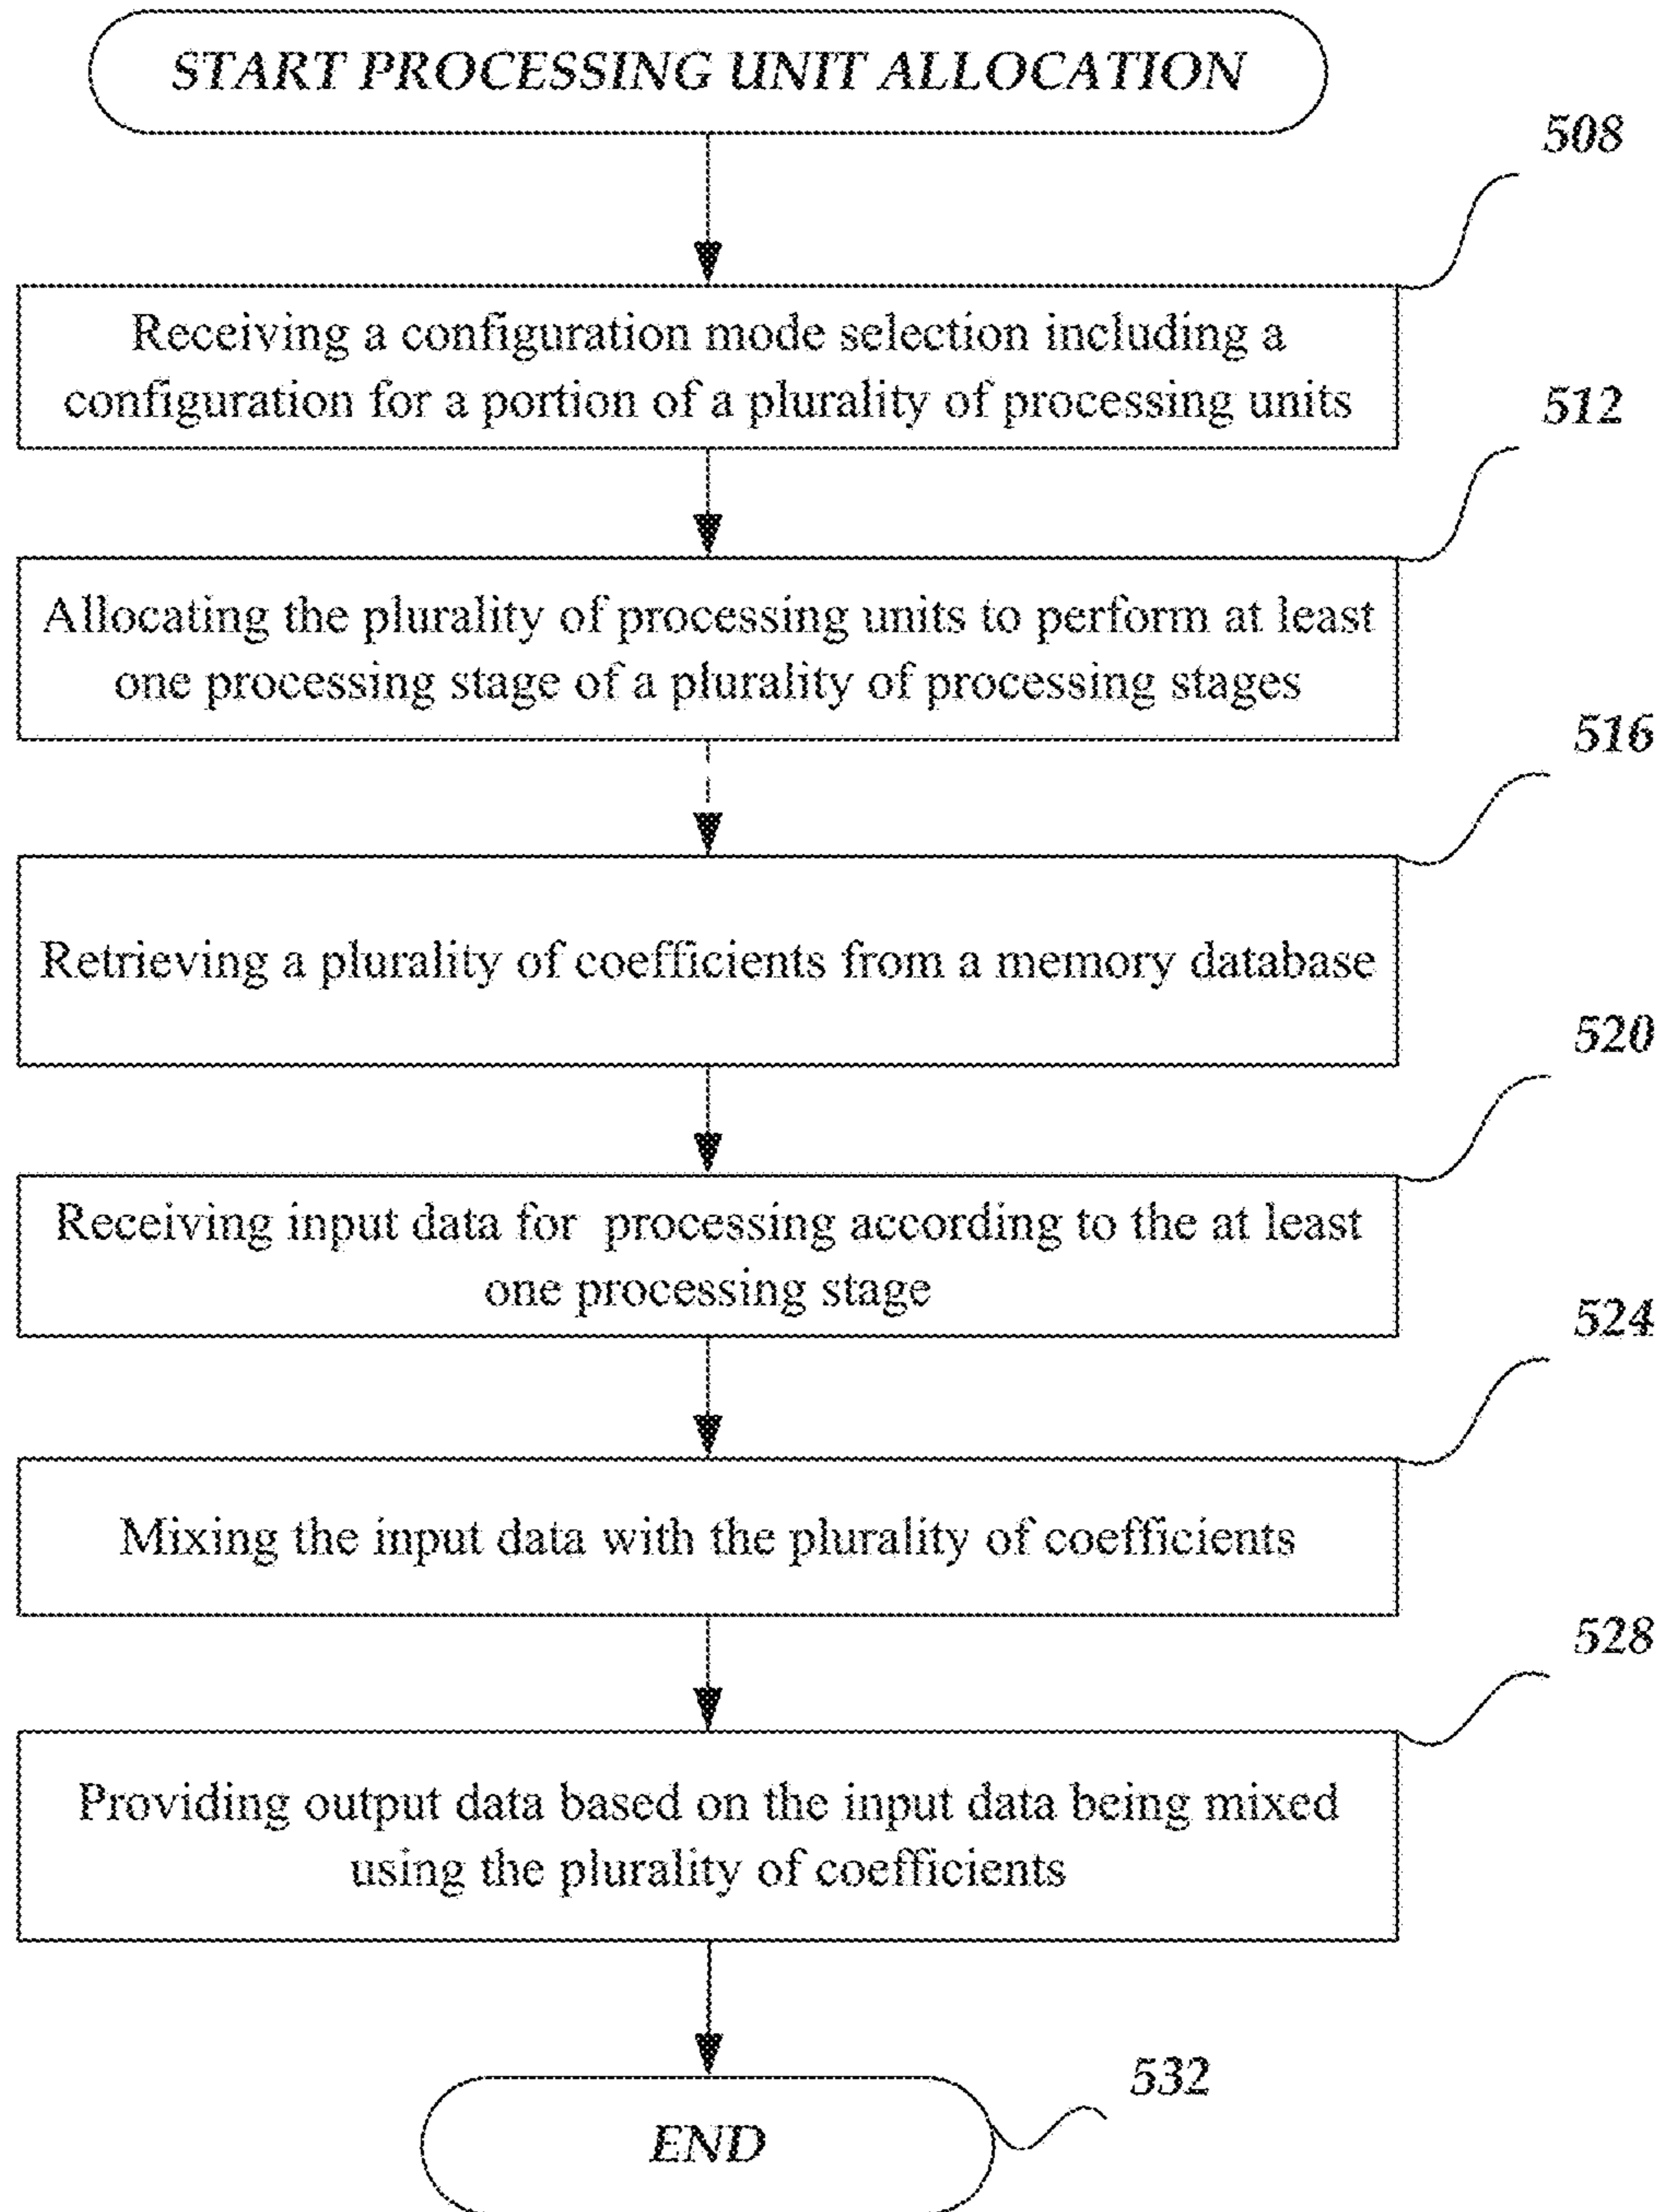 START PROCESSING UNIT ALLOCATION
508
Receiving a configuration mode selection including a
configuration for a portion of a plurality of processing units
512
Allocating the plurality of processing units to perform at least
one processing stage of a plurality of processing stages
516
Retrieving a plurality of coefficients from a memory database
520
Receiving input data for processing according to the at least
one processing stage
524
Mixing the input data with the plurality of coefficients
528
Providing output data based on the input data being mixed
using the plurality of coefficients
532
END